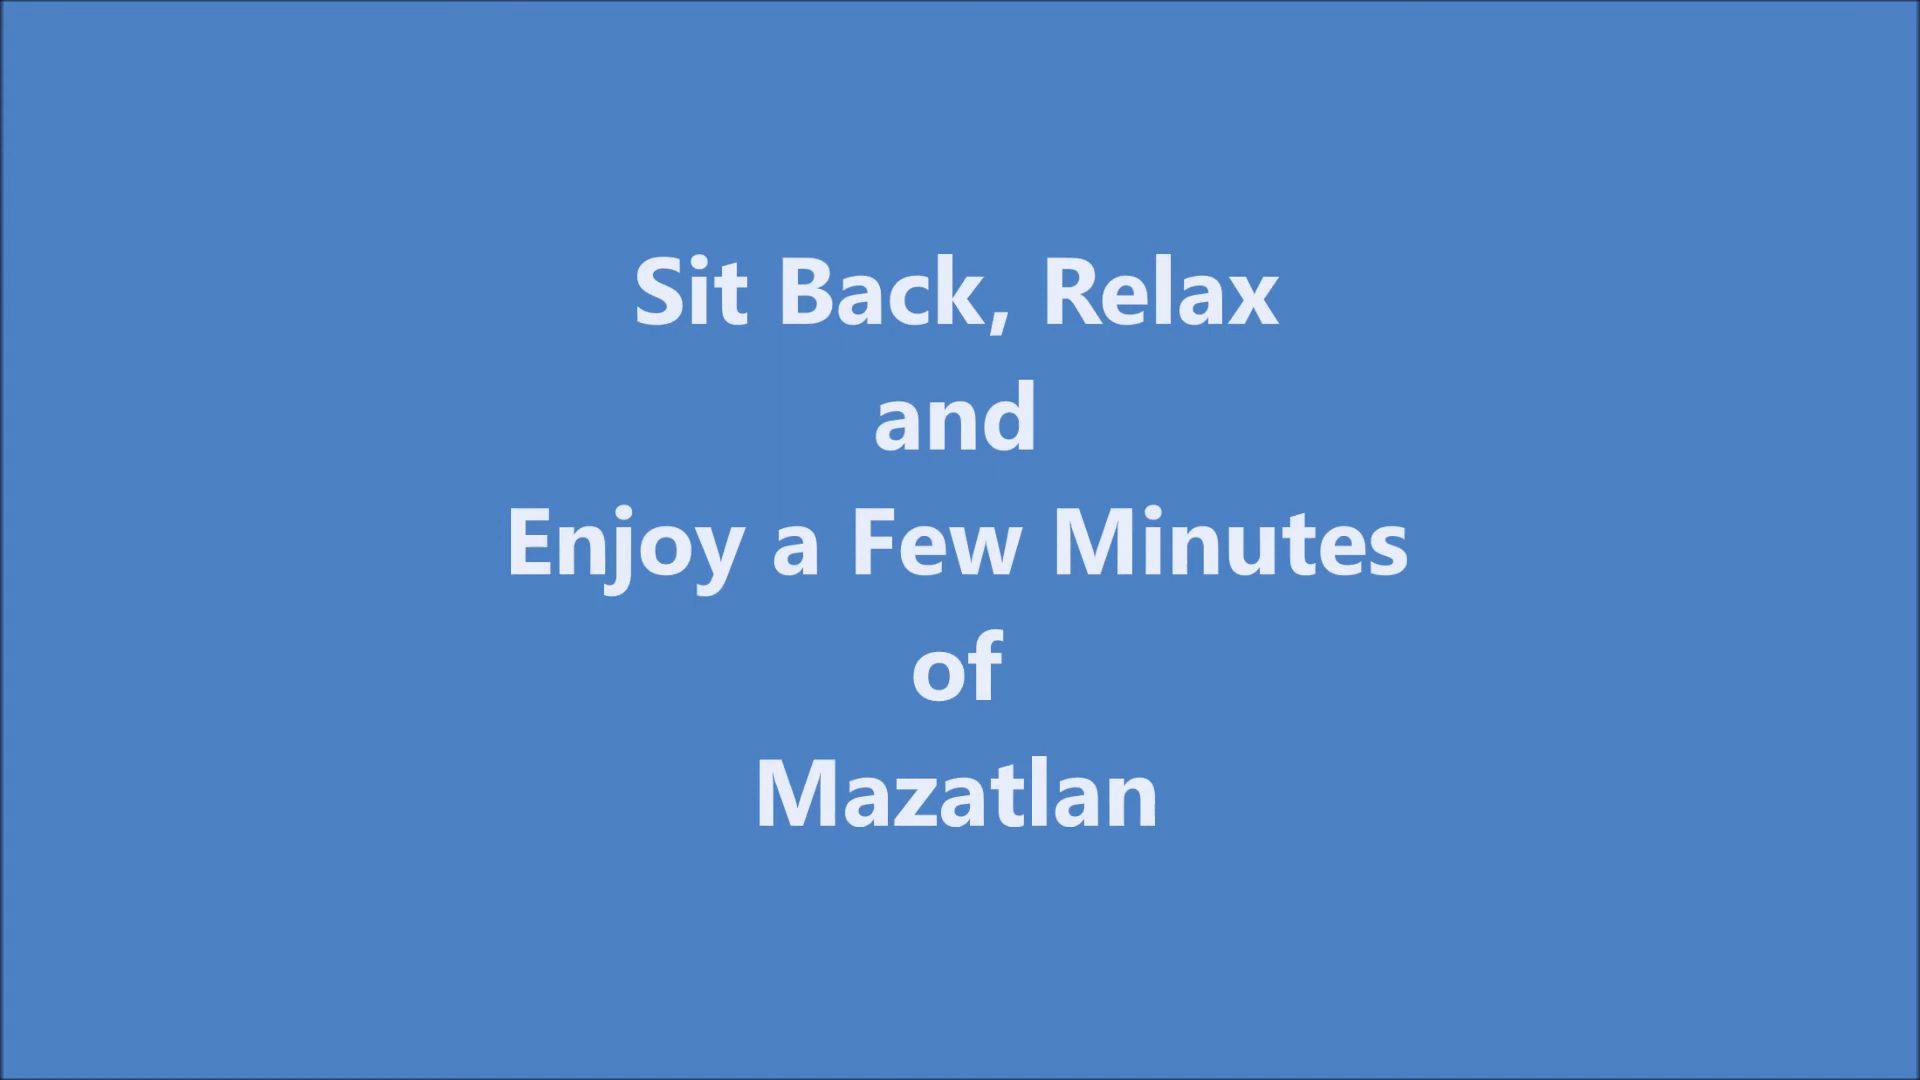 Sit Back, Relax
and
Enjoy a Few Minutes
of
Mazatlan